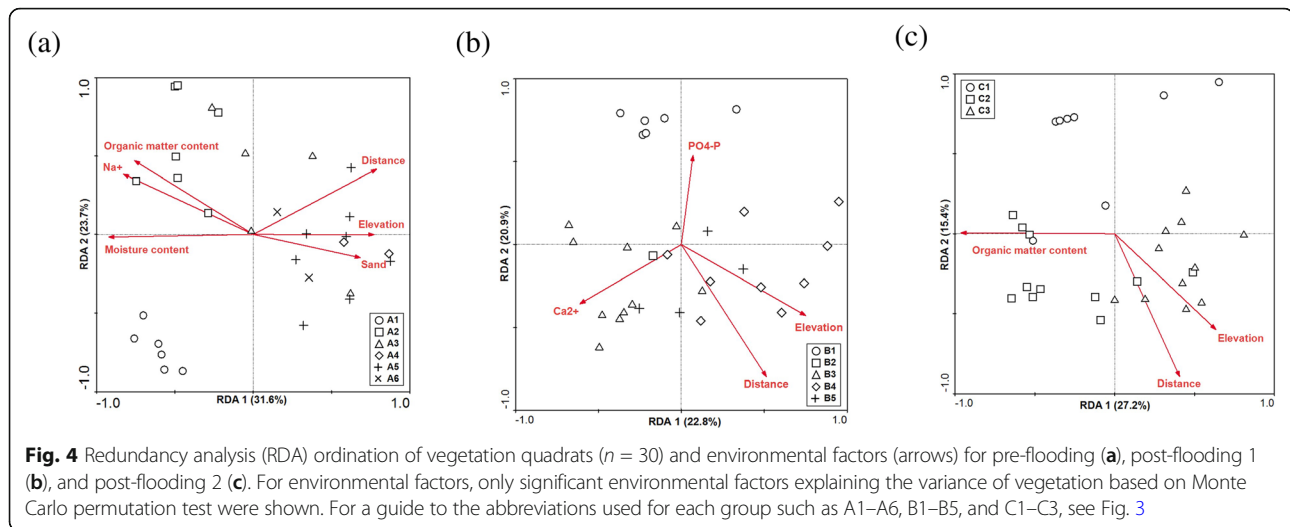 (a)
1.0
Organic matter content
Na+
Distance
Moisture content
Elevation
Sand
RDA 2 (23.7%)
A1
A2
A3
A4
A5
A6
-1.0
-1.0
RDA 1 (31.6%)
1.0
(b)
1.0
PO4-P
RDA 2 (20.9%)
Ca2+
Elevation
Distance
B1
B2
B3
B4
B5
-1.0
-1.0
RDA 1 (22.8%)
1.0
(c)
1.0
C1
C2
C3
RDA 2 (15.4%)
Organic matter content
Elevation
Distance
-1.0
-1.0
RDA 1 (27.2%)
1.0
Fig. 4 Redundancy analysis (RDA) ordination of vegetation quadrats (n = 30) and environmental factors (arrows) for pre-flooding (a), post-flooding 1
(b), and post-flooding 2 (c). For environmental factors, only significant environmental factors explaining the variance of vegetation based on Monte
Carlo permutation test were shown. For a guide to the abbreviations used for each group such as A1–A6, B1–B5, and C1–C3, see Fig. 3